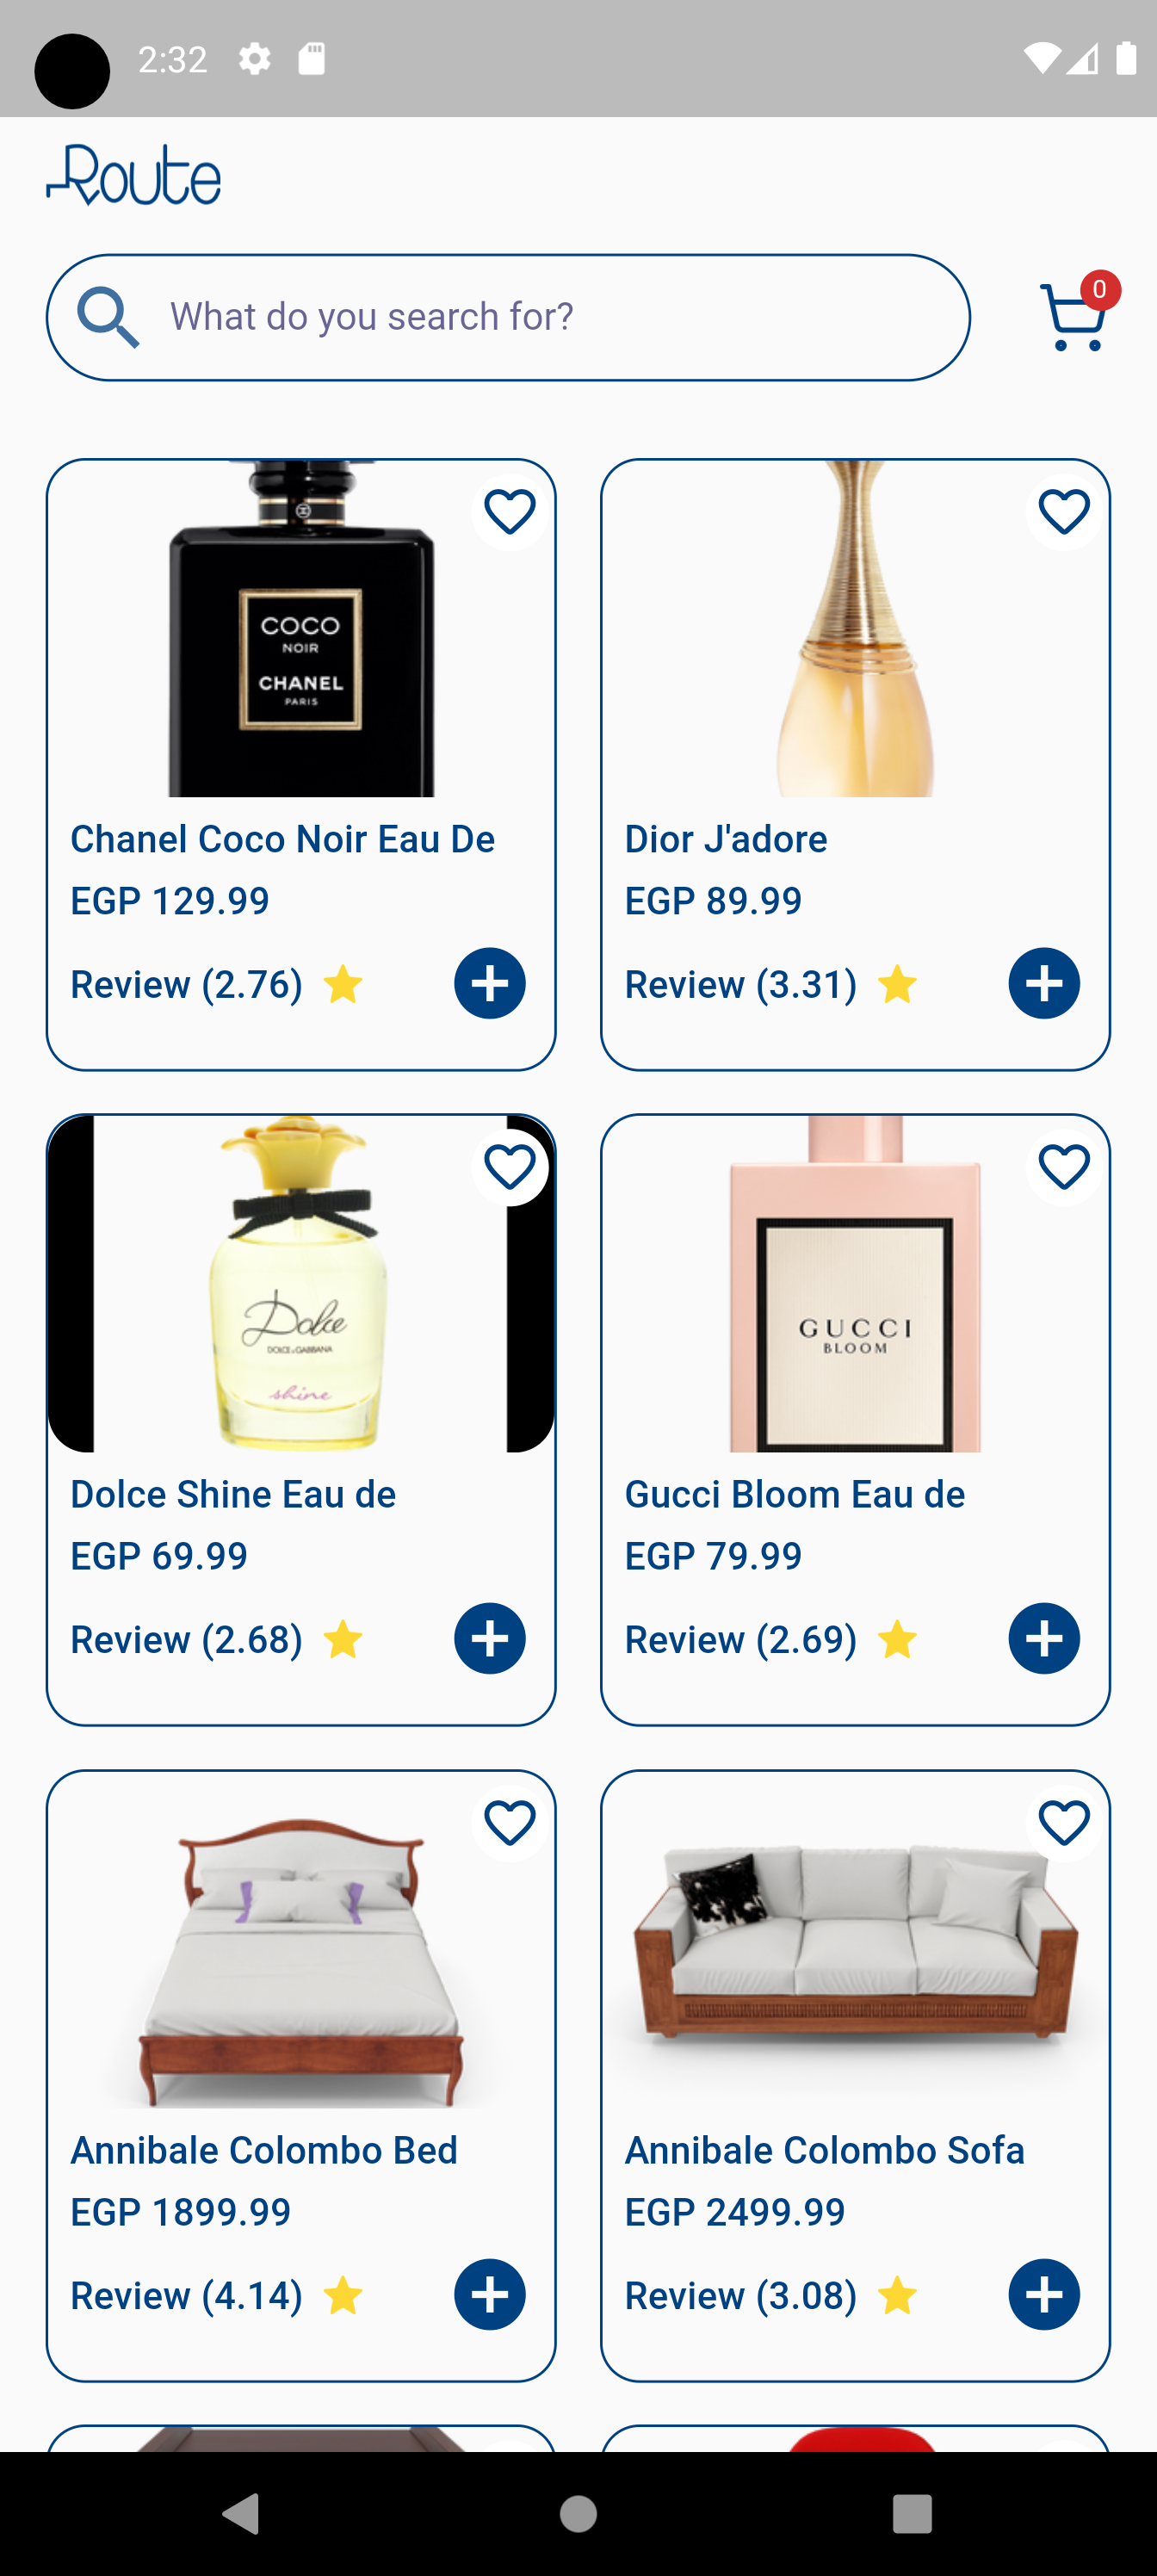 2:32
Route
What do you search for?
0
COCO
NOIR
CHANEL
PARIS
Chanel Coco Noir Eau De
EGP 129.99
Review (2.76)
Dior J'adore
EGP 89.99
Review (3.31)
Dolce
DOLCE & GABBANA
shine
Dolce Shine Eau de
EGP 69.99
Review (2.68)
GUCCI
BLOOM
Gucci Bloom Eau de
EGP 79.99
Review (2.69)
Annibale Colombo Bed
EGP 1899.99
Review (4.14)
Annibale Colombo Sofa
EGP 2499.99
Review (3.08)